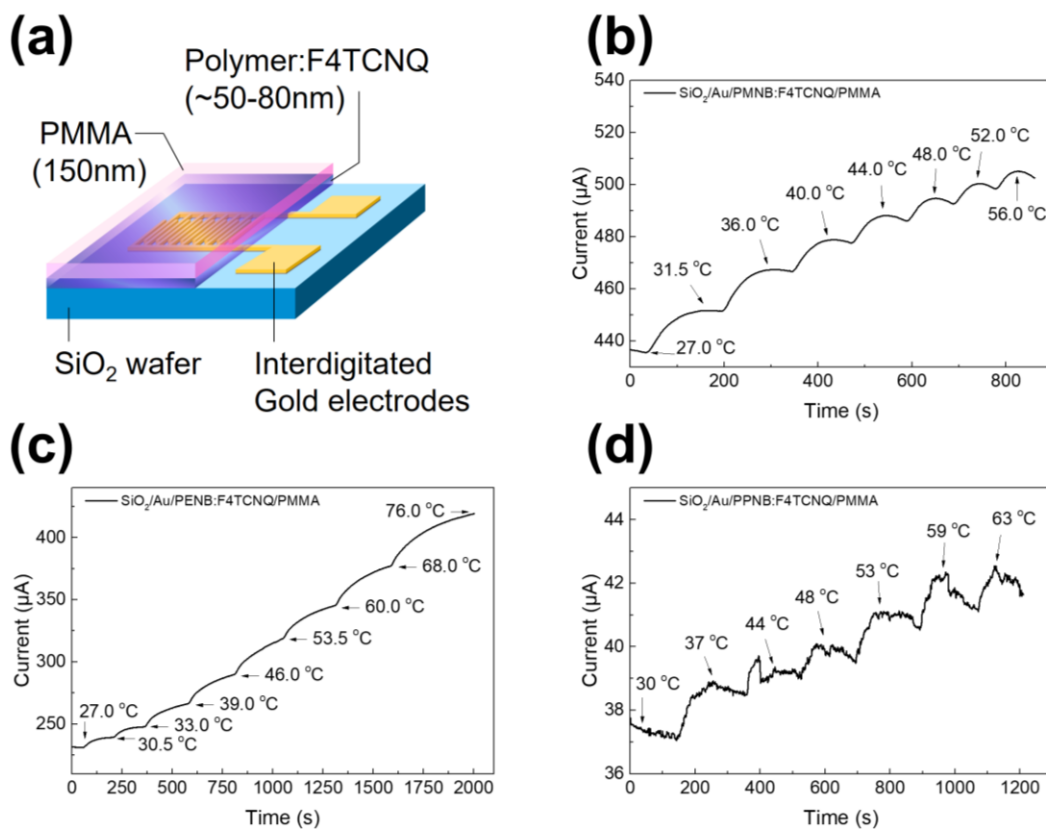 (a)
Polymer:F4TCNQ
(~50-80nm)
PMMA
(150nm)
SiO₂ wafer
Interdigitated
Gold electrodes
(b)
SiO₂/Au/PMNB:F4TCNQ/PMMA
540
520
500
480
460
440
Current (µA)
27.0 °C
31.5 °C
36.0 °C
40.0 °C
44.0 °C
48.0 °C
52.0 °C
56.0 °C
0
200
400
600
800
Time (s)
(c)
SiO₂/Au/PENB:F4TCNQ/PMMA
400
350
300
250
Current (µA)
76.0 °C
68.0 °C
60.0 °C
53.5 °C
46.0 °C
39.0 °C
33.0 °C
30.5 °C
27.0 °C
0
250
500
750
1000
1250
1500
1750
2000
Time (s)
(d)
SiO₂/Au/PPNB:F4TCNQ/PMMA
44
42
40
38
36
Current (µA)
30 °C
37 °C
44 °C
48 °C
53 °C
59 °C
63 °C
0
200
400
600
800
1000
1200
Time (s)